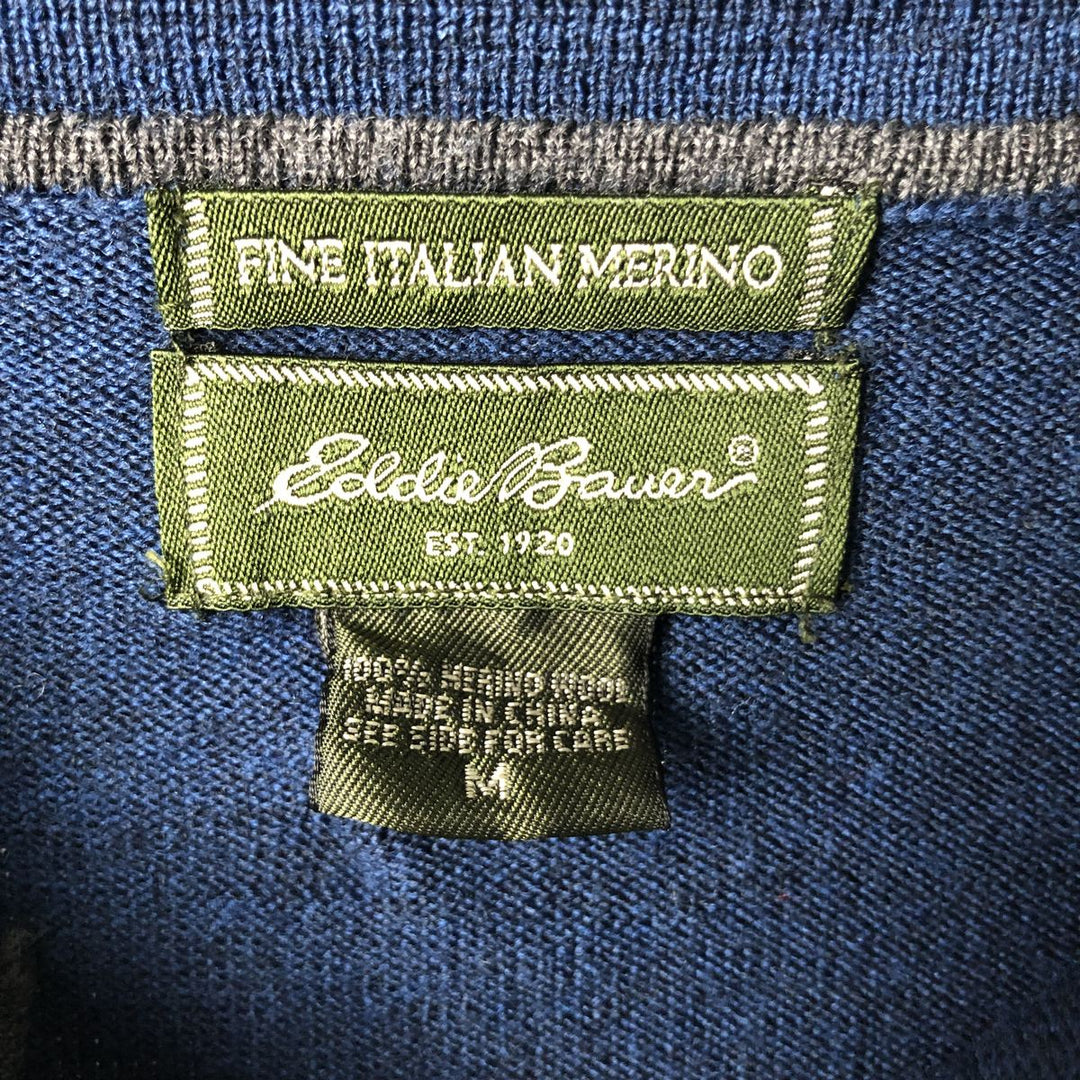 FINE ITALIAN MERINO
Eddie Bauer®
EST. 1920
100% MERINO WOOL
MADE IN CHINA
SEE SIDE FOR CARE
M